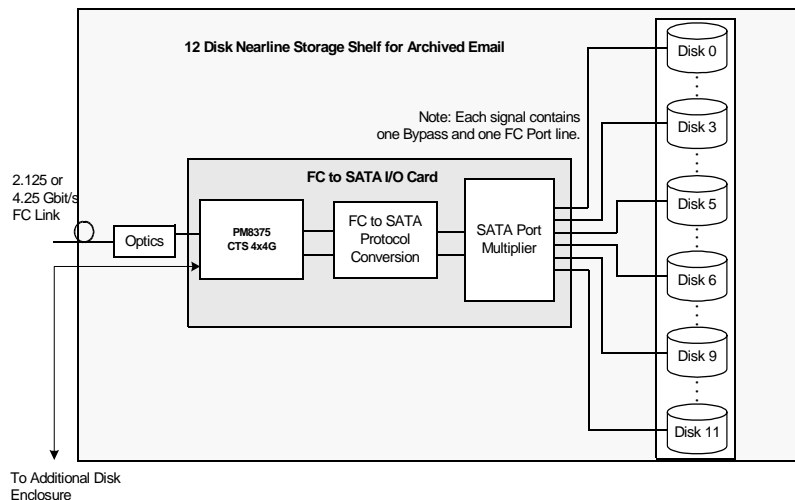 12 Disk Nearline Storage Shelf for Archived Email
Disk 0
Note: Each signal contains
one Bypass and one FC Port line.
Disk 3
FC to SATA I/O Card
2.125 or
4.25 Gbit/s
FC Link
Optics
PM8375
CTS 4x4G
FC to SATA
Protocol
Conversion
SATA Port
Multiplier
Disk 5
Disk 6
Disk 9
Disk 11
To Additional Disk
Enclosure